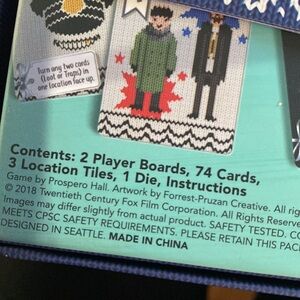 Turn any two cards
(Loot or Traps) in
one location face up.
Contents: 2 Player Boards, 74 Cards,
3 Location Tiles, 1 Die, Instructions
Game by Prospero Hall. Artwork by Forrest-Pruzan Creative. All rig
© 2018 Twentieth Century Fox Film Corporation. All Rights Reserve
Images may differ slightly from actual product. SAFETY TESTED. CO
MEETS CPSC SAFETY REQUIREMENTS. PLEASE RETAIN THIS PACK
DESIGNED IN SEATTLE. MADE IN CHINA